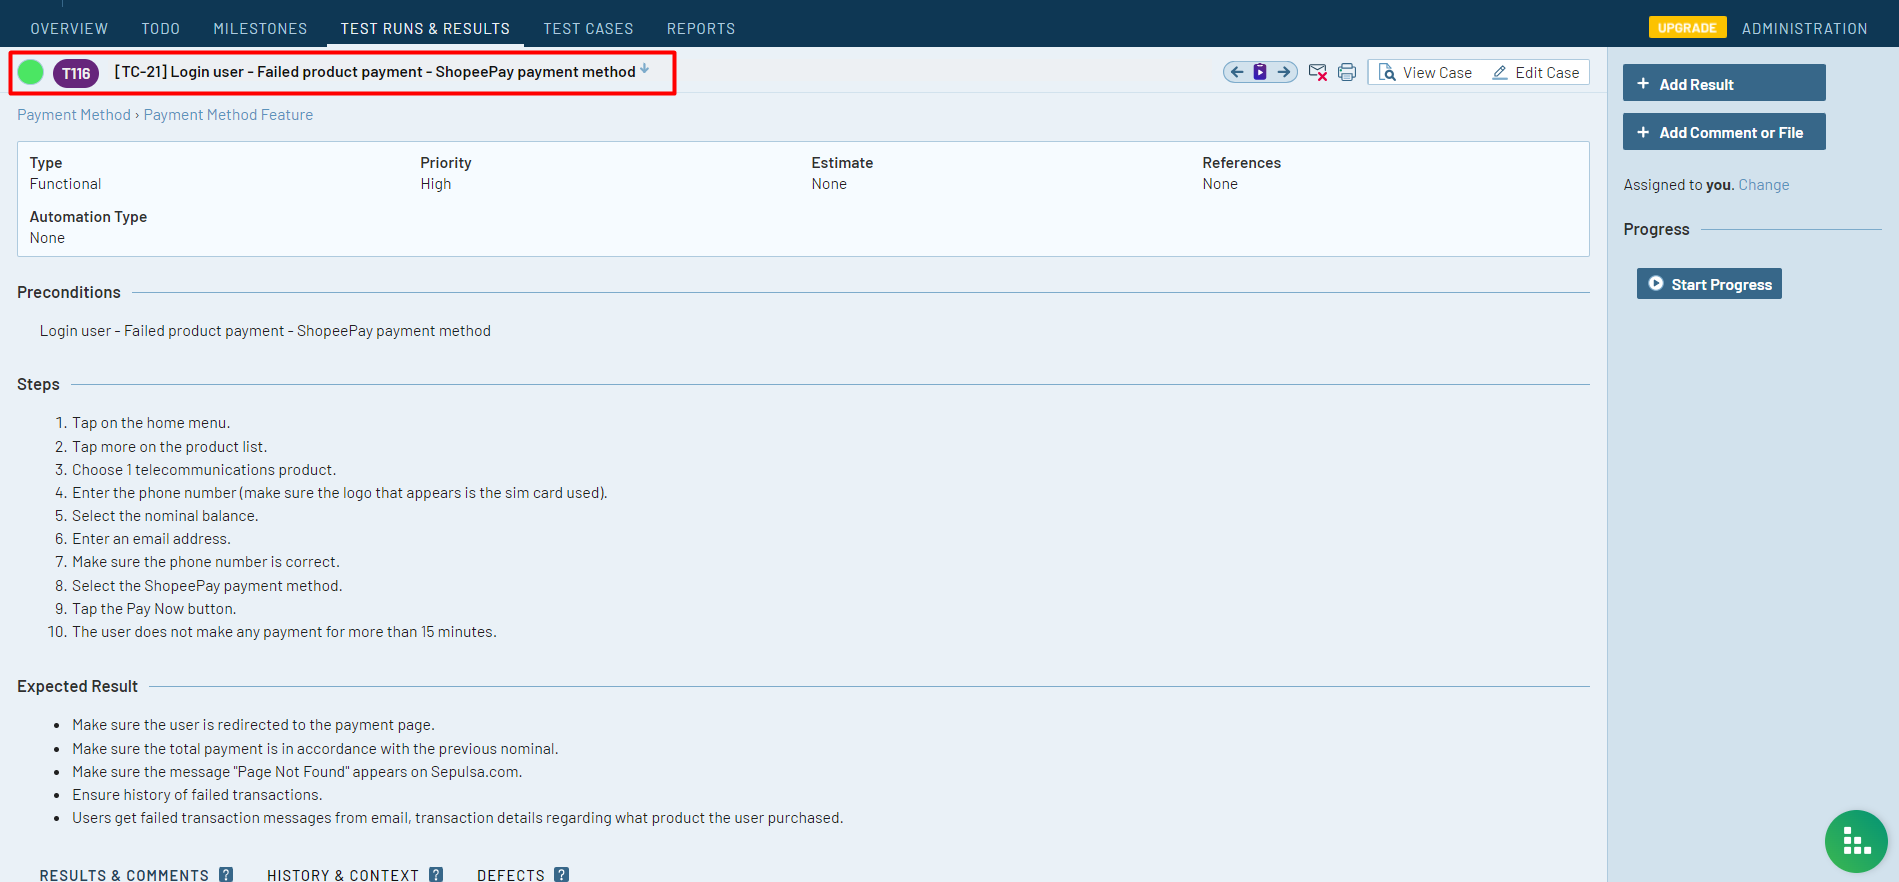 OVERVIEW TODO MILESTONES TEST RUNS & RESULTS TEST CASES REPORTS UPGRADE ADMINISTRATION
T116 [TC-21] Login user - Failed product payment - ShopeePay payment method View Case Edit Case
Payment Method › Payment Method Feature
Type Priority Estimate References
Functional High None None
Automation Type
None
Preconditions
Login user - Failed product payment - ShopeePay payment method
Steps
1. Tap on the home menu.
2. Tap more on the product list.
3. Choose 1 telecommunications product.
4. Enter the phone number (make sure the logo that appears is the sim card used).
5. Select the nominal balance.
6. Enter an email address.
7. Make sure the phone number is correct.
8. Select the ShopeePay payment method.
9. Tap the Pay Now button.
10. The user does not make any payment for more than 15 minutes.
Expected Result
• Make sure the user is redirected to the payment page.
• Make sure the total payment is in accordance with the previous nominal.
• Make sure the message "Page Not Found" appears on Sepulsa.com.
• Ensure history of failed transactions.
• Users get failed transaction messages from email, transaction details regarding what product the user purchased.
RESULTS & COMMENTS ? HISTORY & CONTEXT ? DEFECTS ?
+ Add Result
+ Add Comment or File
Assigned to you. Change
Progress
Start Progress